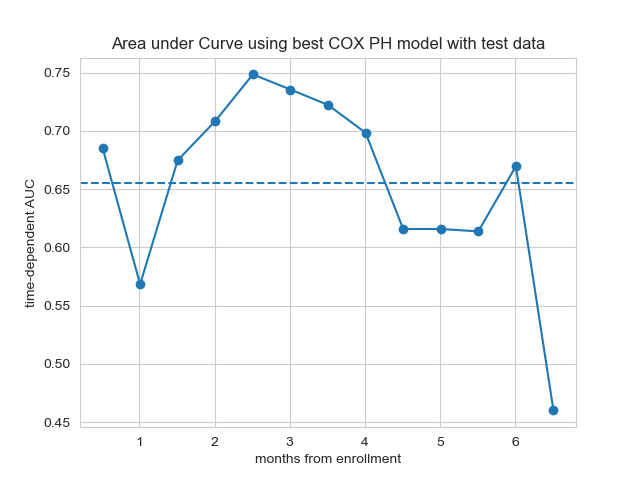 Area under Curve using best COX PH model with test data
time-dependent AUC
0.75
0.70
0.65
0.60
0.55
0.50
0.45
1 2 3 4 5 6
months from enrollment